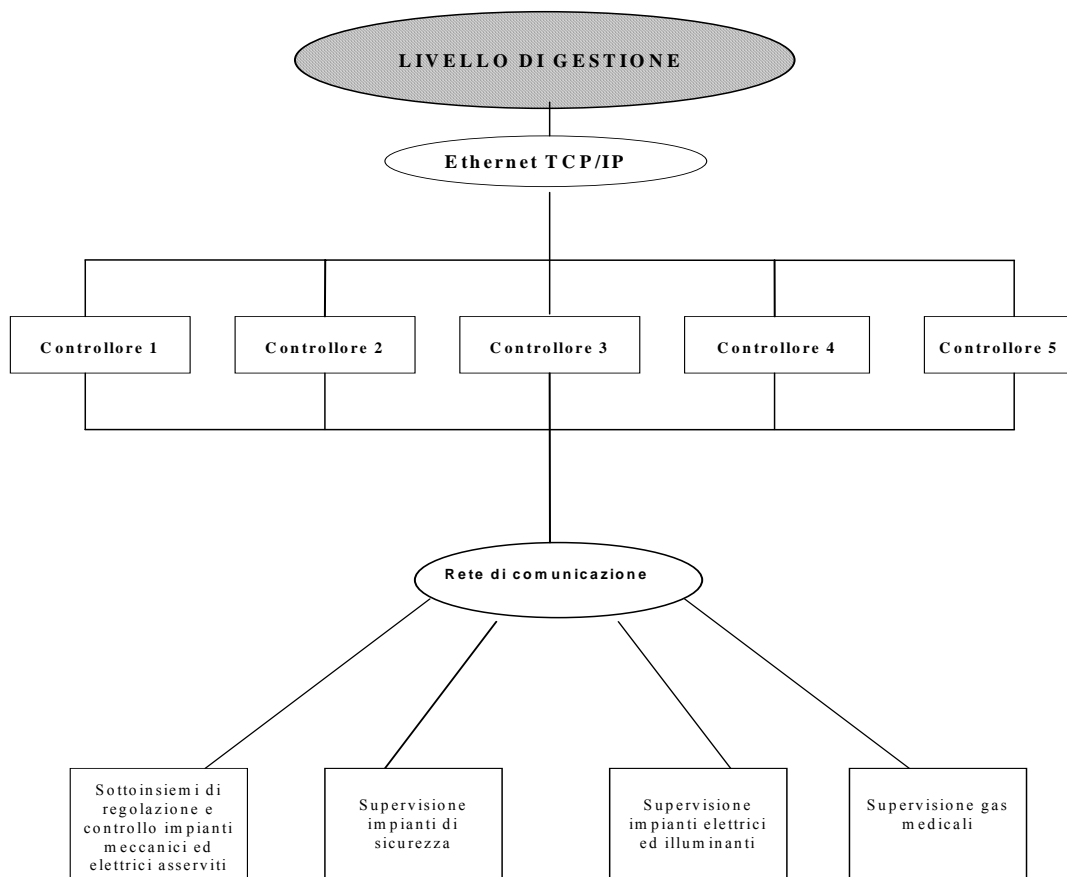 LIVELLO DI GESTIONE
Ethernet TCP/IP
Controllore 1
Controllore 2
Controllore 3
Controllore 4
Controllore 5
Rete di comunicazione
Sottoinsiemi di
regolazione e
controllo impianti
meccanici ed
elettrici asserviti
Supervisione
impianti di
sicurezza
Supervisione
impianti elettrici
ed illuminanti
Supervisione gas
medicali